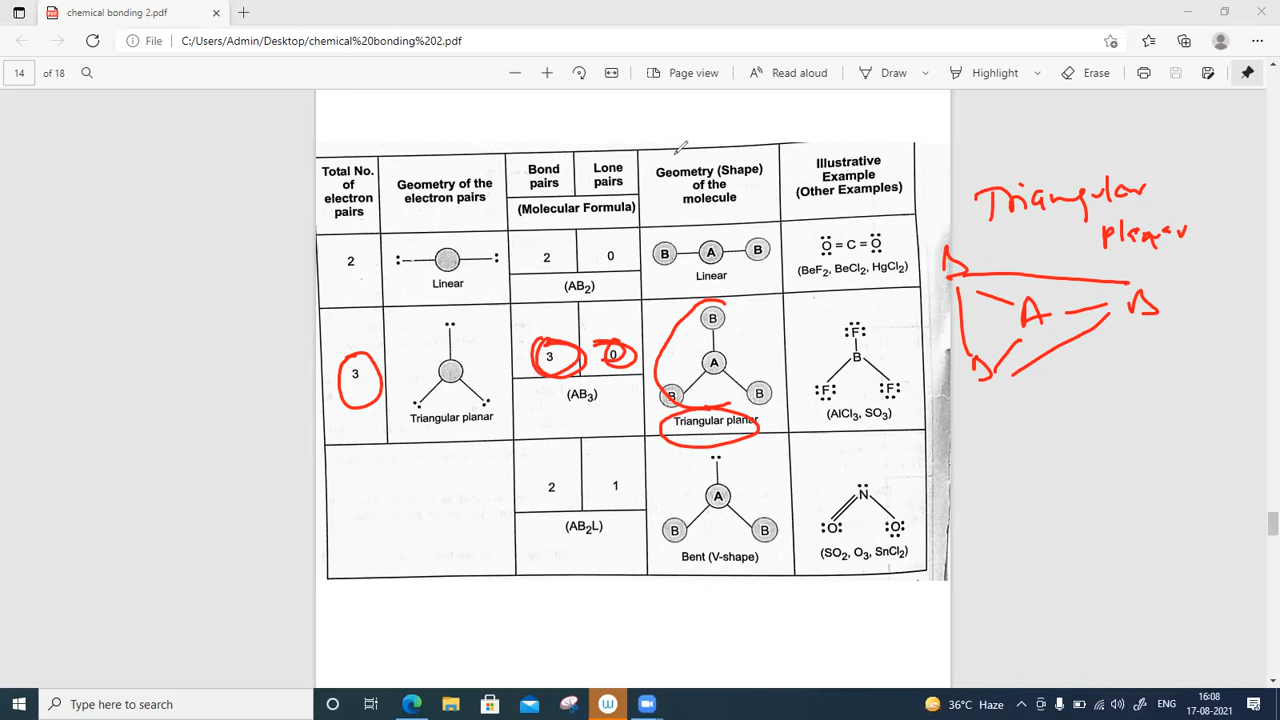 chemical bonding 2.pdf
File
C:/Users/Admin/Desktop/chemical%20bonding%202.pdf
14
of 18
Page view
Read aloud
Draw
Highlight
Erase
Total No.
of
electron
pairs
Geometry of the
electron pairs
Bond
pairs
Lone
pairs
(Molecular Formula)
Geometry (Shape)
of the
molecule
Illustrative
Example
(Other Examples)
2
Linear
2
0
(AB2)
B A B
Linear
O = C = O
(BeF2, BeCl2, HgCl2)
3
Triangular planar
3
0
(AB3)
B
A
B B
Triangular planar
F
B
F F
(AlCl3, SO3)
2
1
(AB2L)
A
B B
Bent (V-shape)
N
O O
(SO2, O3, SnCl2)
Triangular
planar
A
B
Type here to search
W
36°C Haze
16:08
17-08-2021